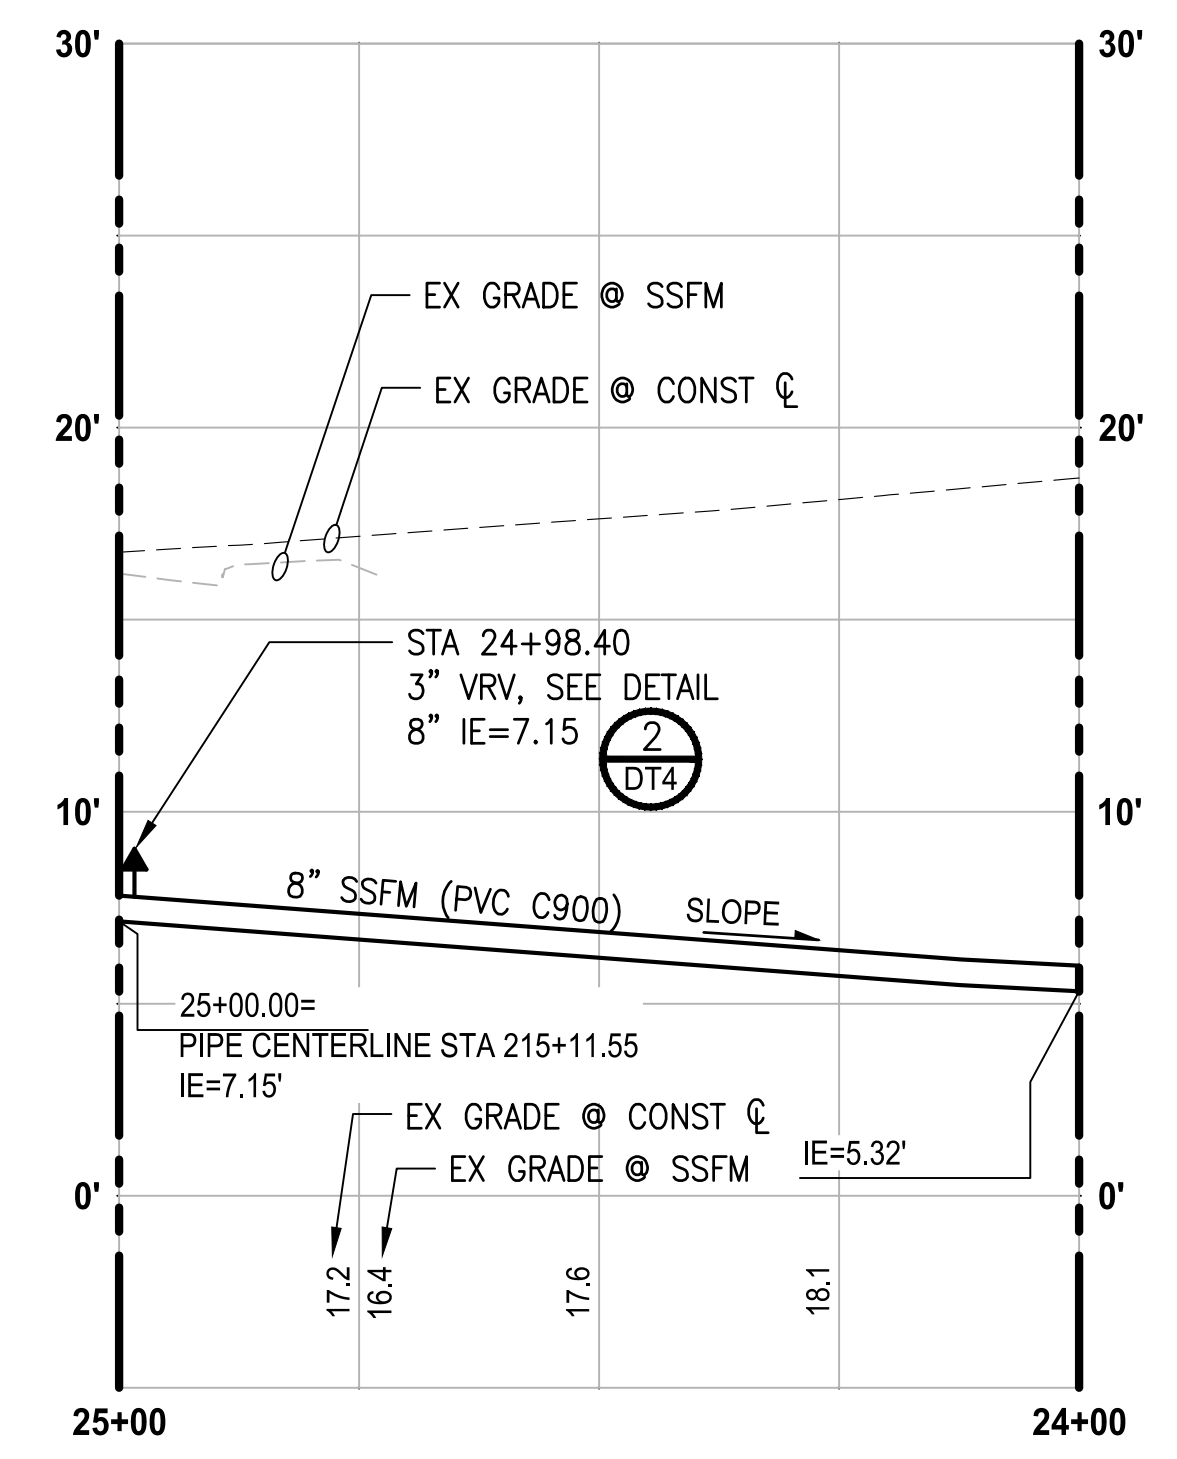 30'
30'
EX GRADE @ SSFM
EX GRADE @ CONST ℄
20'
20'
STA 24+98.40
3” VRV, SEE DETAIL
8” IE=7.15
2
DT4
10'
10'
8” SSFM (PVC C900)
SLOPE
25+00.00=
PIPE CENTERLINE STA 215+11.55
IE=7.15'
EX GRADE @ CONST ℄
IE=5.32'
EX GRADE @ SSFM
0'
0'
17.2
16.4
17.6
18.1
25+00
24+00